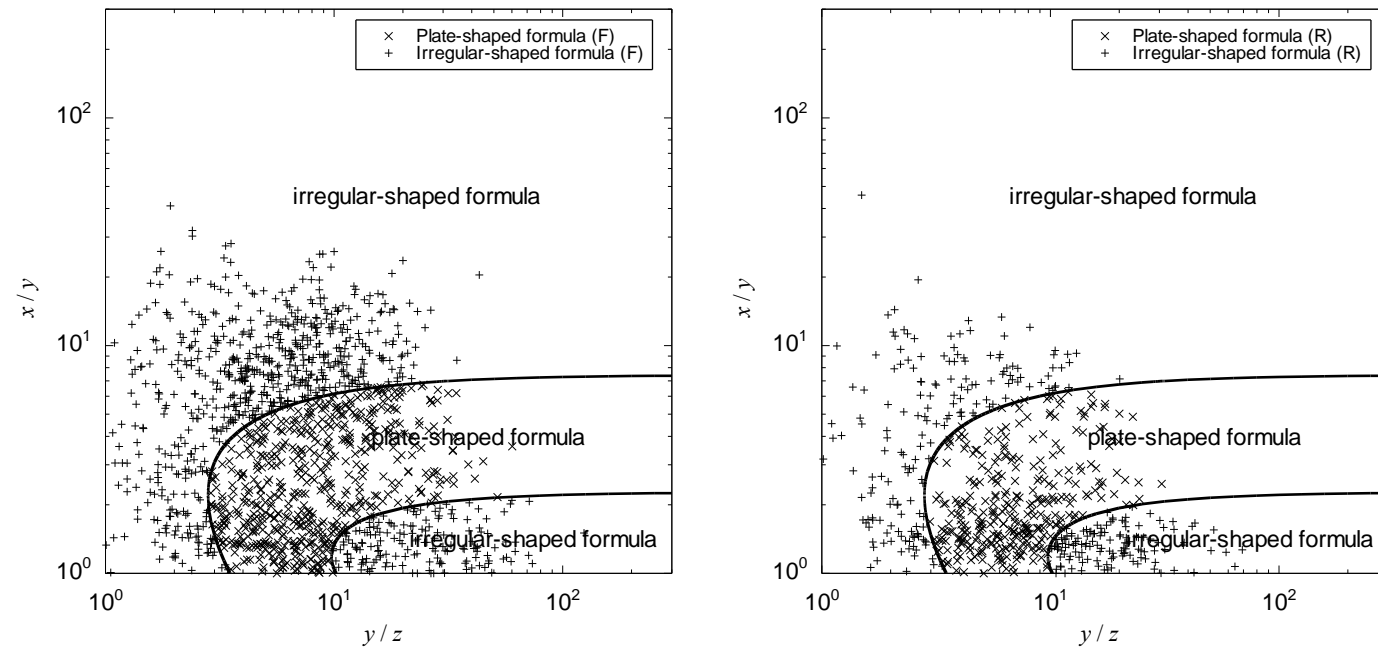 × Plate-shaped formula (F)
+ Irregular-shaped formula (F)
10²
irregular-shaped formula
x / y
10¹
plate-shaped formula
irregular-shaped formula
10⁰
10⁰ 10¹ 10²
y / z
× Plate-shaped formula (R)
+ Irregular-shaped formula (R)
10²
irregular-shaped formula
x / y
10¹
plate-shaped formula
irregular-shaped formula
10⁰
10⁰ 10¹ 10²
y / z